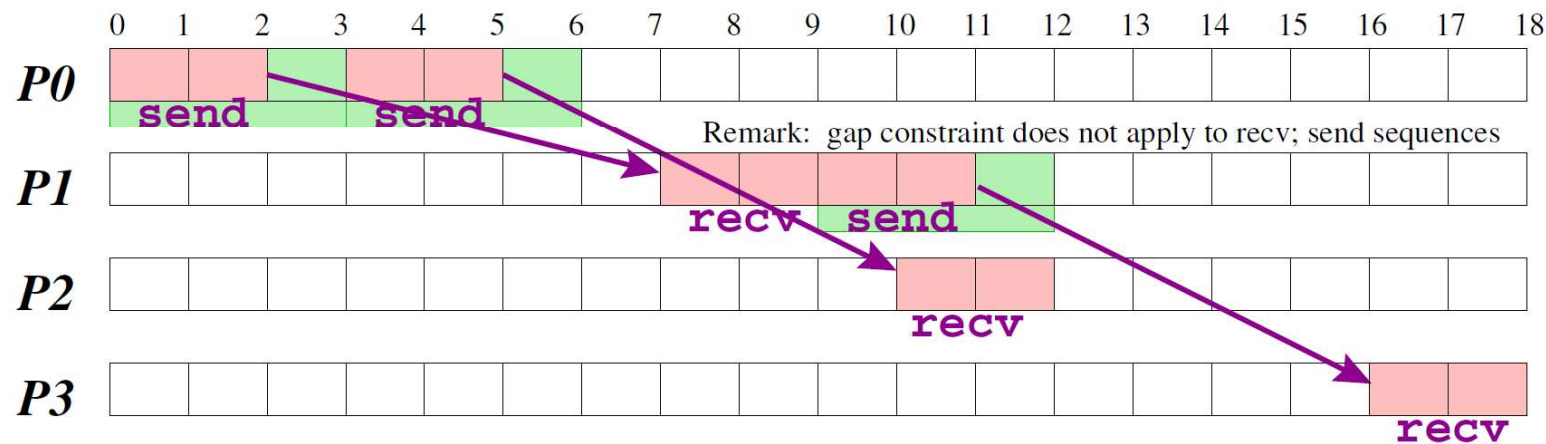 0 1 2 3 4 5 6 7 8 9 10 11 12 13 14 15 16 17 18
P0
send send
Remark: gap constraint does not apply to recv; send sequences
P1
recv send
P2
recv
P3
recv